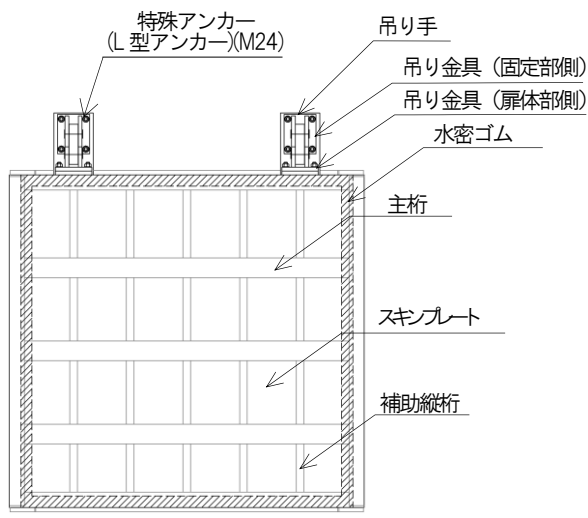 特殊アンカー
(L型アンカー)(M24)
吊り手
吊り金具（固定部側)
吊り金具（扉体部側)
水密ゴム
主桁
スキンプレート
補助縦桁